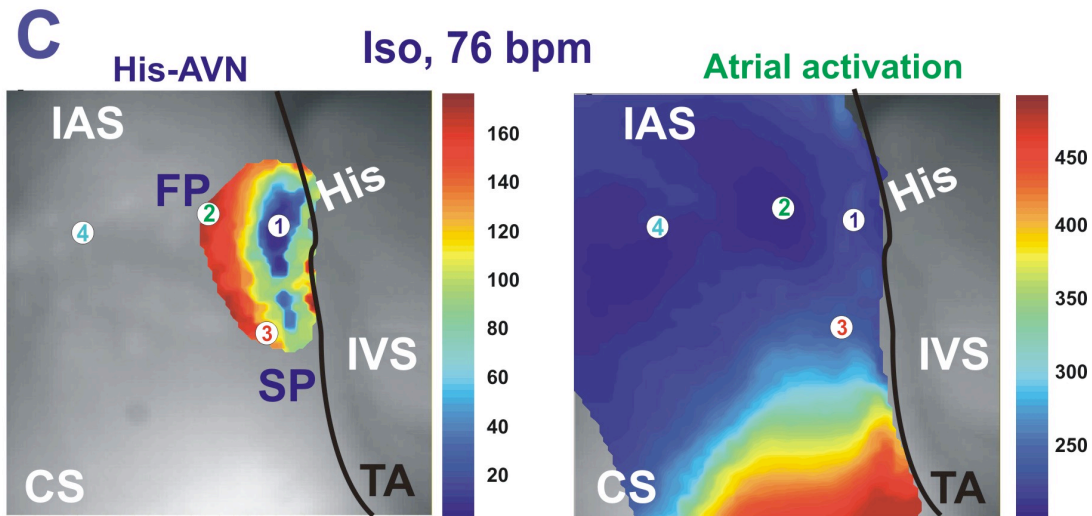 C
Iso, 76 bpm
His-AVN
Atrial activation
IAS
FP
His
2
1
4
3
SP
IVS
CS
TA
160
140
120
100
80
60
40
20
IAS
His
2
4
1
3
IVS
CS
TA
450
400
350
300
250